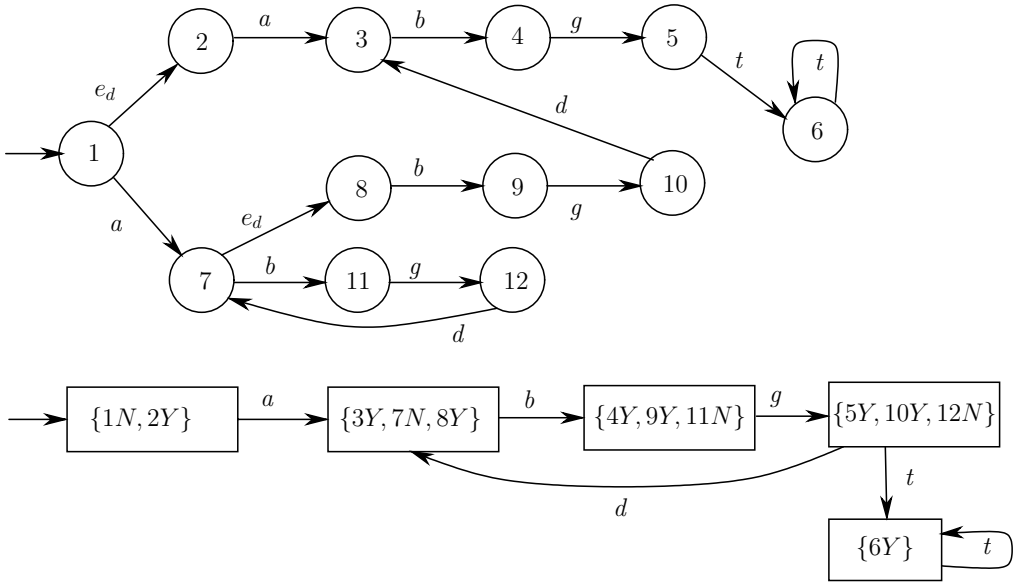 2 a 3 b 4 g 5
t t
e_d 6
d
1
8 b 9 10
g
a e_d
7 b 11 g 12
d
{1N, 2Y} a {3Y, 7N, 8Y} b {4Y, 9Y, 11N} g {5Y, 10Y, 12N}
t
d
{6Y} t